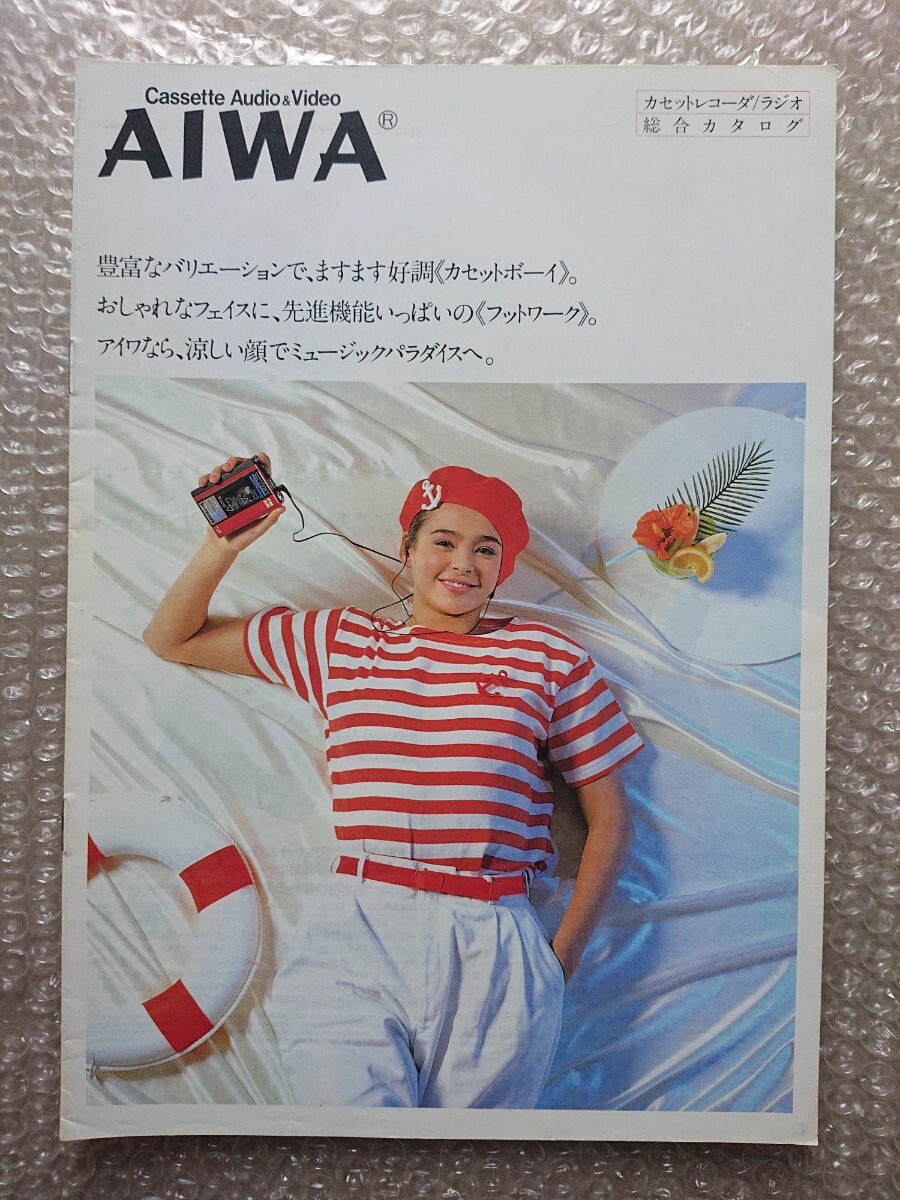 Cassette Audio & Video
AIWA®
カセットレコーダ/ラジオ
総合カタログ
豊富なバリエーションで、ますます好調《カセットボーイ》。
おしゃれなフェイスに、先進機能いっぱいの《フットワーク》。
アイワなら、涼しい顔でミュージックパラダイスへ。